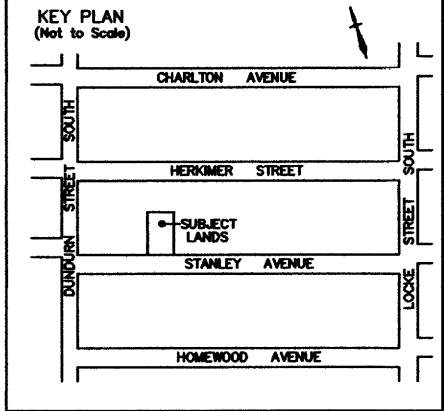 KEY PLAN
(Not to Scale)
CHARLTON AVENUE
SOUTH
SOUTH
HERKIMER STREET
STREET
STREET
SUBJECT
LANDS
STANLEY AVENUE
DUNDURN
LOCKE
HOMEWOOD AVENUE